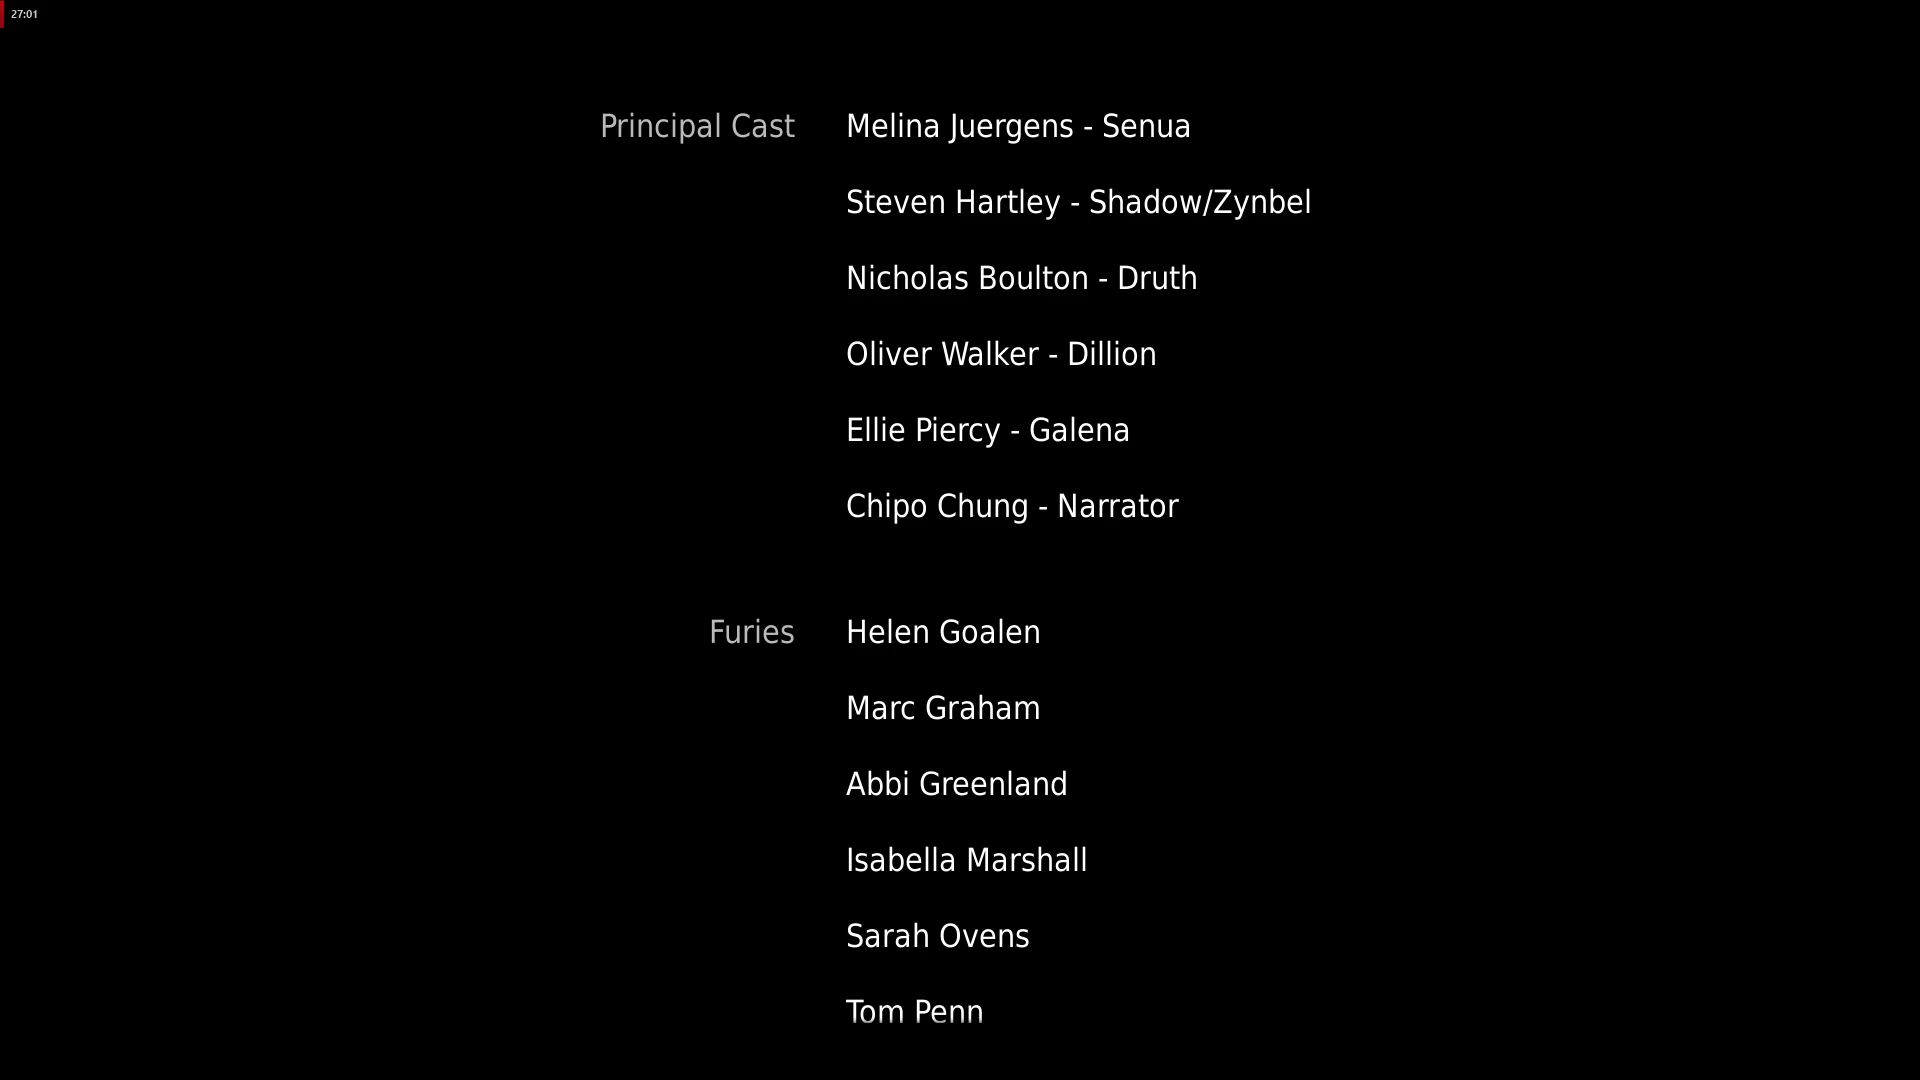 27:01
Principal Cast Melina Juergens - Senua
Steven Hartley - Shadow/Zynbel
Nicholas Boulton - Druth
Oliver Walker - Dillion
Ellie Piercy - Galena
Chipo Chung - Narrator
Furies Helen Goalen
Marc Graham
Abbi Greenland
Isabella Marshall
Sarah Ovens
Tom Penn